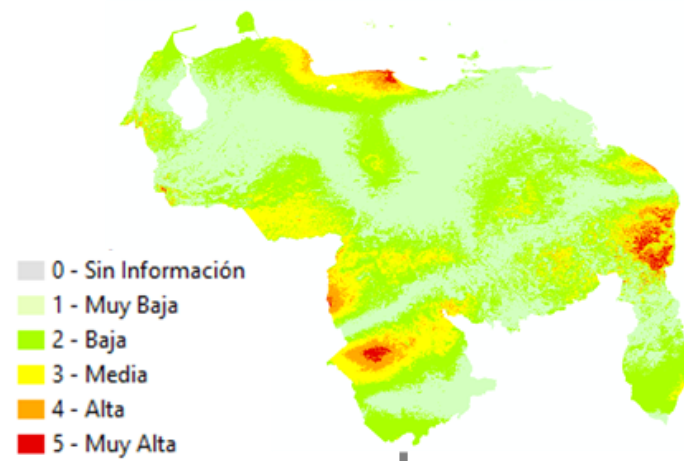 0 - Sin Información
1 - Muy Baja
2 - Baja
3 - Media
4 - Alta
5 - Muy Alta